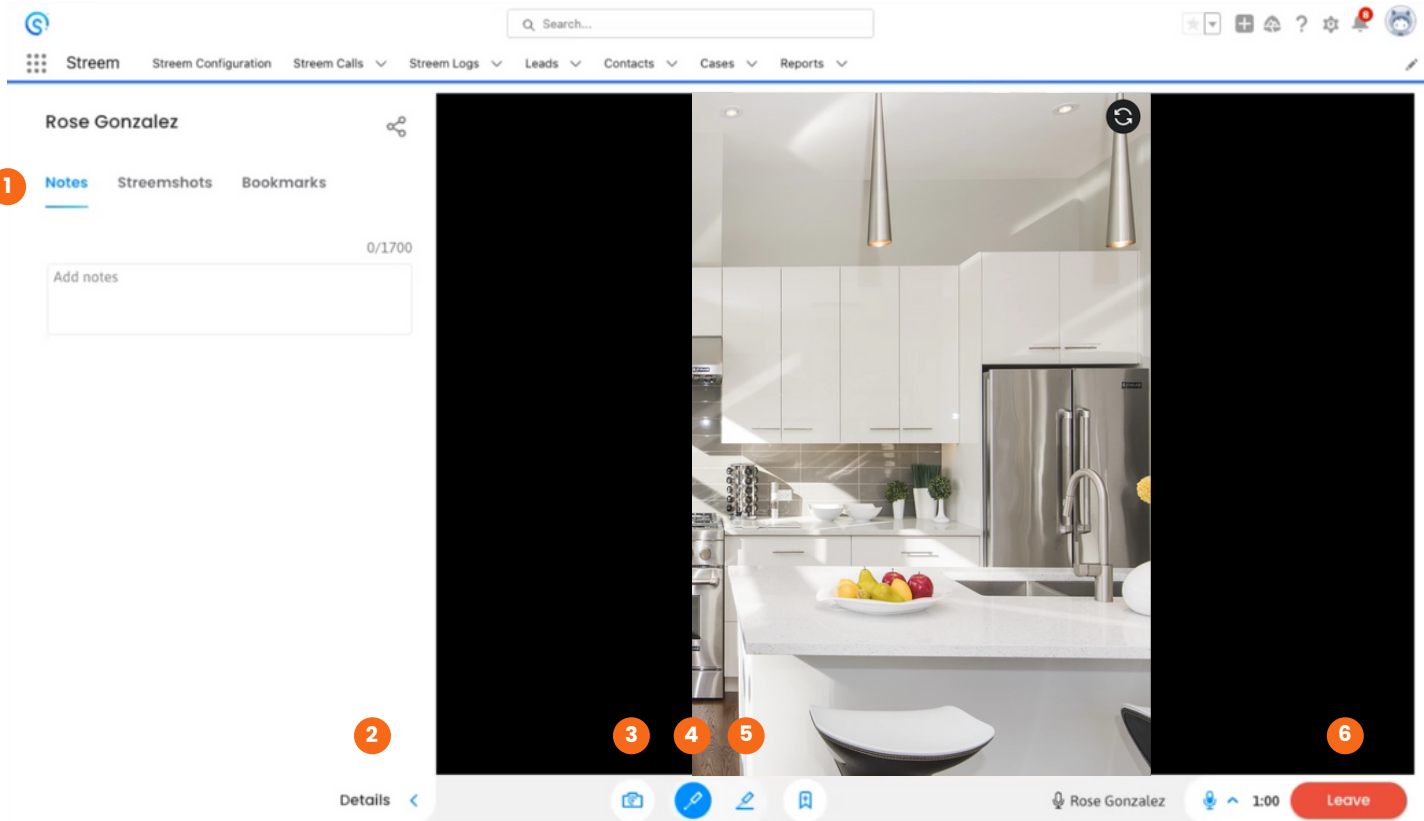 Search...
8
Streem Streem Configuration Streem Calls Streem Logs Leads Contacts Cases Reports
Rose Gonzalez
1 Notes Streemshots Bookmarks
0/1700
Add notes
2 3 4 5 6
Details Rose Gonzalez 1:00 Leave